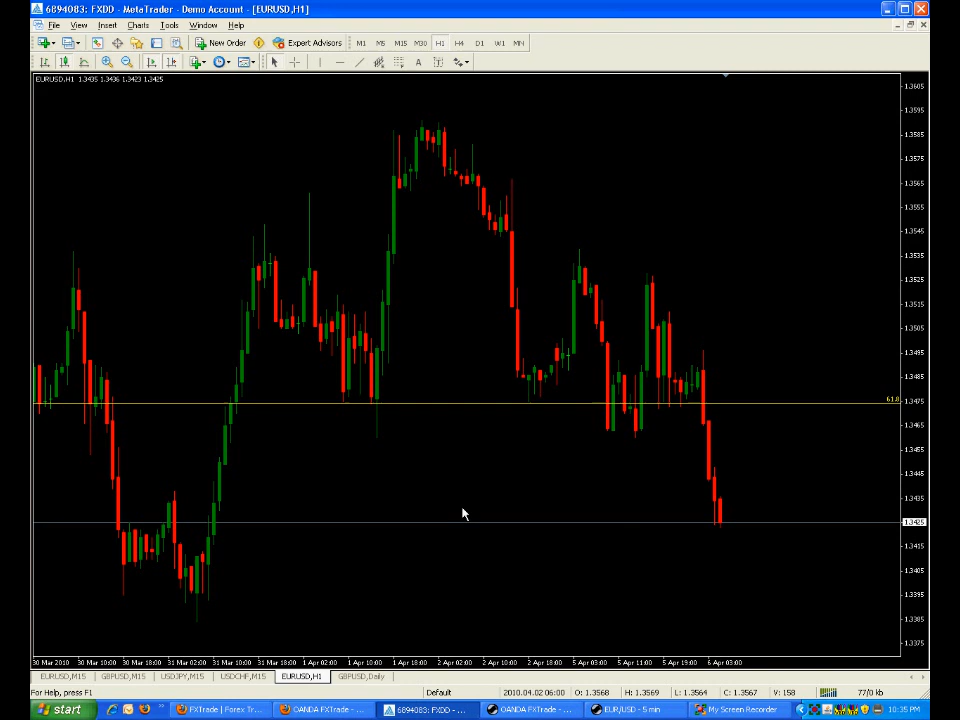 6894083: FXDD - MetaTrader - Demo Account - [EURUSD,H1]
File View Insert Charts Tools Window Help
New Order Expert Advisors M1 M5 M15 M30 H1 H4 D1 W1 MN
A T
EURUSD,H1 1.3435 1.3436 1.3423 1.3425
1.3605
1.3595
1.3585
1.3575
1.3565
1.3555
1.3545
1.3535
1.3525
1.3515
1.3505
1.3495
1.3485
61.8
1.3475
1.3465
1.3455
1.3445
1.3435
1.3425
1.3415
1.3405
1.3395
1.3385
1.3375
30 Mar 2010 30 Mar 10:00 30 Mar 18:00 31 Mar 02:00 31 Mar 10:00 31 Mar 18:00 1 Apr 02:00 1 Apr 10:00 1 Apr 18:00 2 Apr 02:00 2 Apr 10:00 2 Apr 18:00 5 Apr 03:00 5 Apr 11:00 5 Apr 19:00 6 Apr 03:00
EURUSD,M15 GBPUSD,M15 USDJPY,M15 USDCHF,M15 EURUSD,H1 GBPUSD,Daily
For Help, press F1 Default 2010.04.02 06:00 O: 1.3568 H: 1.3569 L: 1.3564 C: 1.3567 V: 158 77/0 kb
start FXTrade | Forex Tr... OANDA FXTrade - ... 6894083: FXDD - ... OANDA FXTrade - ... EUR/USD - 5 min My Screen Recorder 10:35 PM